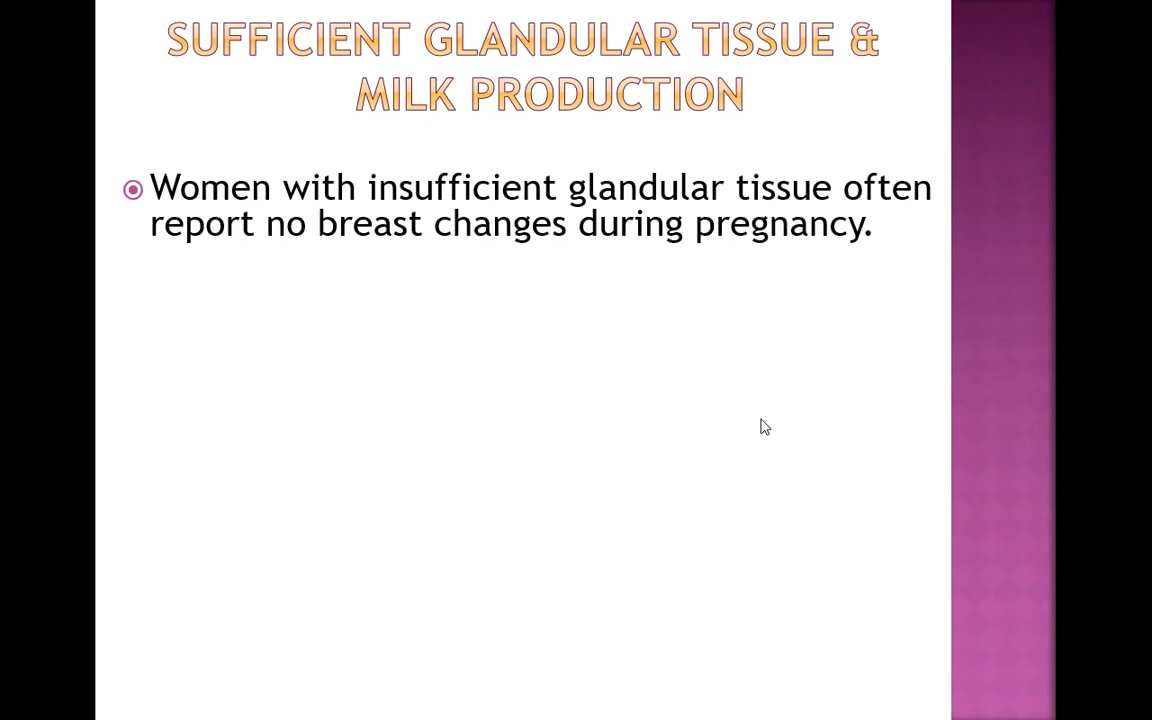 SUFFICIENT GLANDULAR TISSUE &
MILK PRODUCTION
Women with insufficient glandular tissue often
report no breast changes during pregnancy.